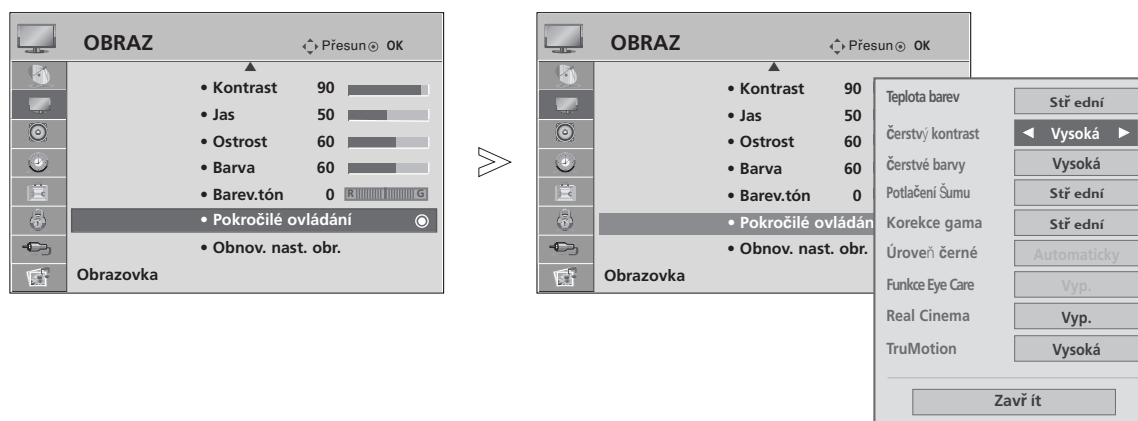 OBRAZ
Přesun OK
• Kontrast 90
• Jas 50
• Ostrost 60
• Barva 60
• Barev.tón 0 R G
• Pokročilé ovládání
• Obnov. nast. obr.
Obrazovka
OBRAZ
Přesun OK
• Kontrast 90
• Jas 50
• Ostrost 60
• Barva 60
• Barev.tón 0
• Pokročilé ovládán
• Obnov. nast. obr.
Obrazovka
Teplota barev Stř ední
Čerstvý kontrast Vysoká
Čerstvé barvy Vysoká
Potlačení Šumu Stř ední
Korekce gama Stř ední
Úroveň černé Automaticky
Funkce Eye Care Vyp.
Real Cinema Vyp.
TruMotion Vysoká
Zavř ít